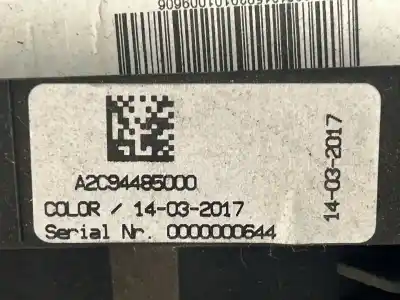 A2C94485000
COLOR / 14-03-2017
Serial Nr. 0000000644
14-03-2017